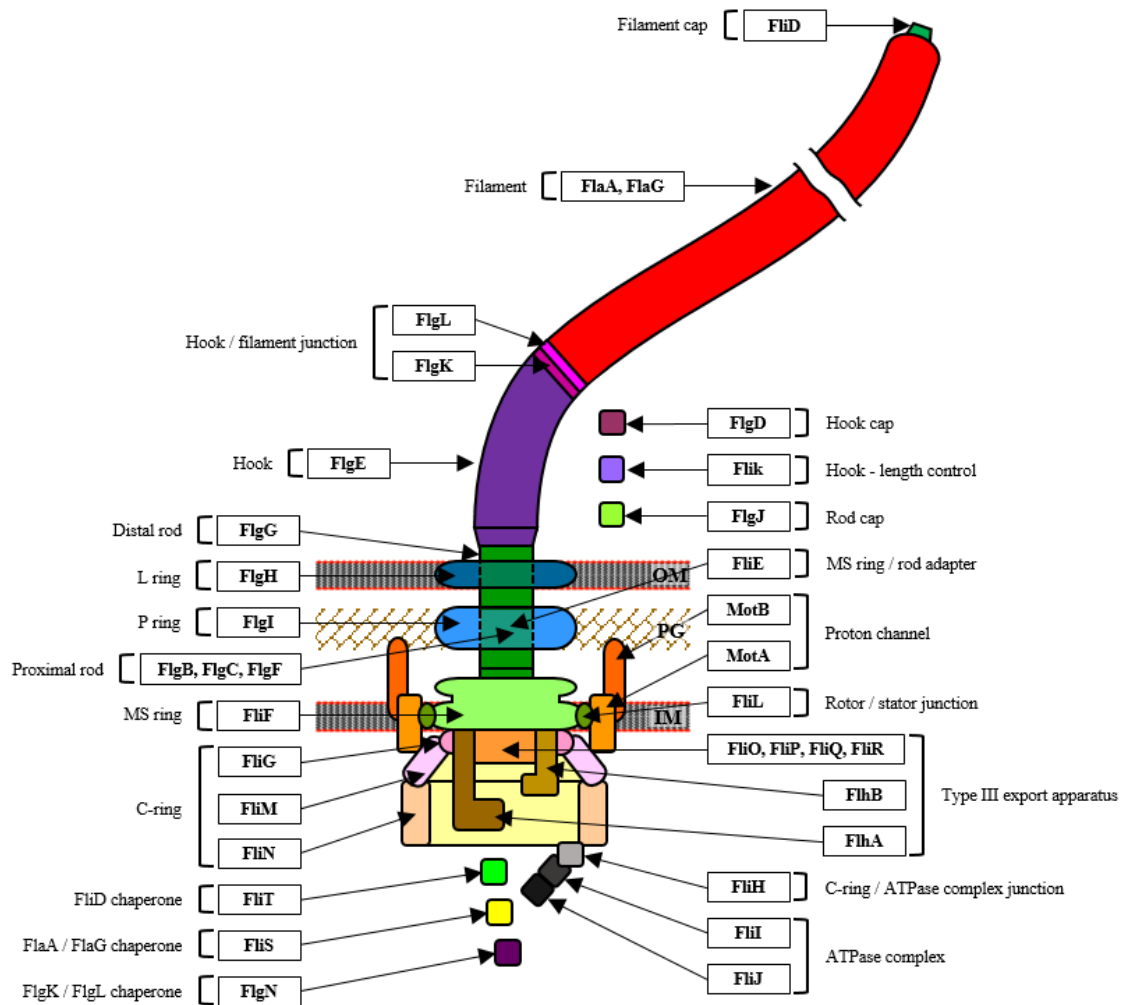 Filament cap FliD
Filament FlaA, FlaG
Hook / filament junction FlgL
FlgK
FlgD Hook cap
Hook FlgE
Flik Hook - length control
FlgJ Rod cap
Distal rod FlgG
FliE MS ring / rod adapter
L ring FlgH
OM
P ring FlgI
PG
MotB Proton channel
MotA
Proximal rod FlgB, FlgC, FlgF
MS ring FliF
IM
FliL Rotor / stator junction
C-ring FliG
FliM
FliN
FliO, FliP, FliQ, FliR Type III export apparatus
FlhB
FlhA
FliD chaperone FliT
FliH C-ring / ATPase complex junction
FlaA / FlaG chaperone FliS
FliI ATPase complex
FliJ
FlgK / FlgL chaperone FlgN